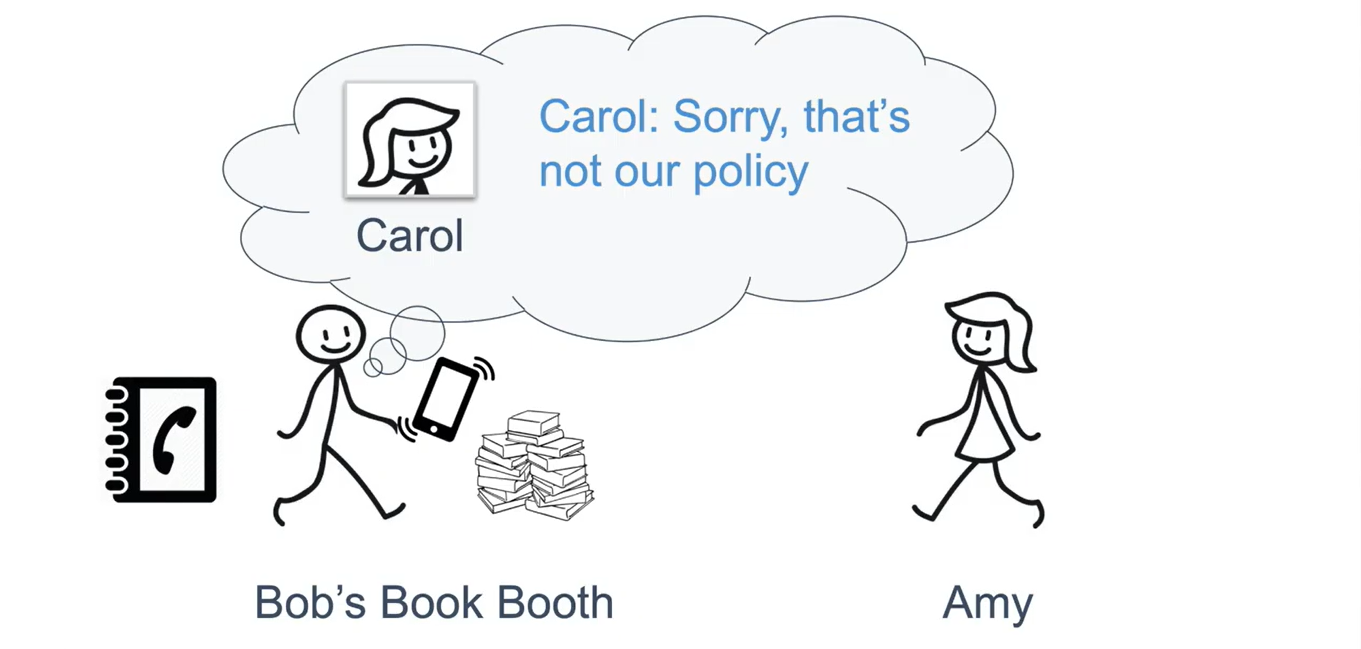 Carol: Sorry, that’s
not our policy
Carol
Bob’s Book Booth
Amy